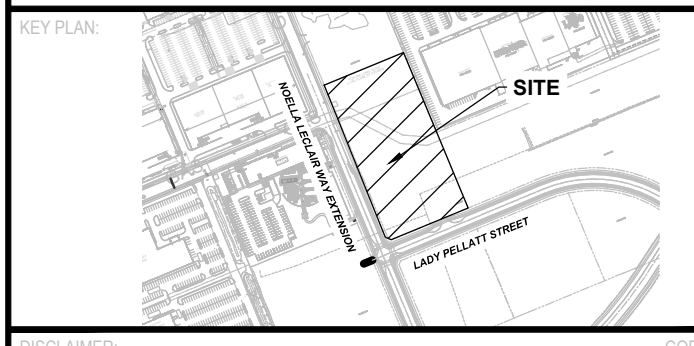 KEY PLAN:
SITE
NOELLA LECLAIR WAY EXTENSION
LADY PELLATT STREET
DISCLAIMER: